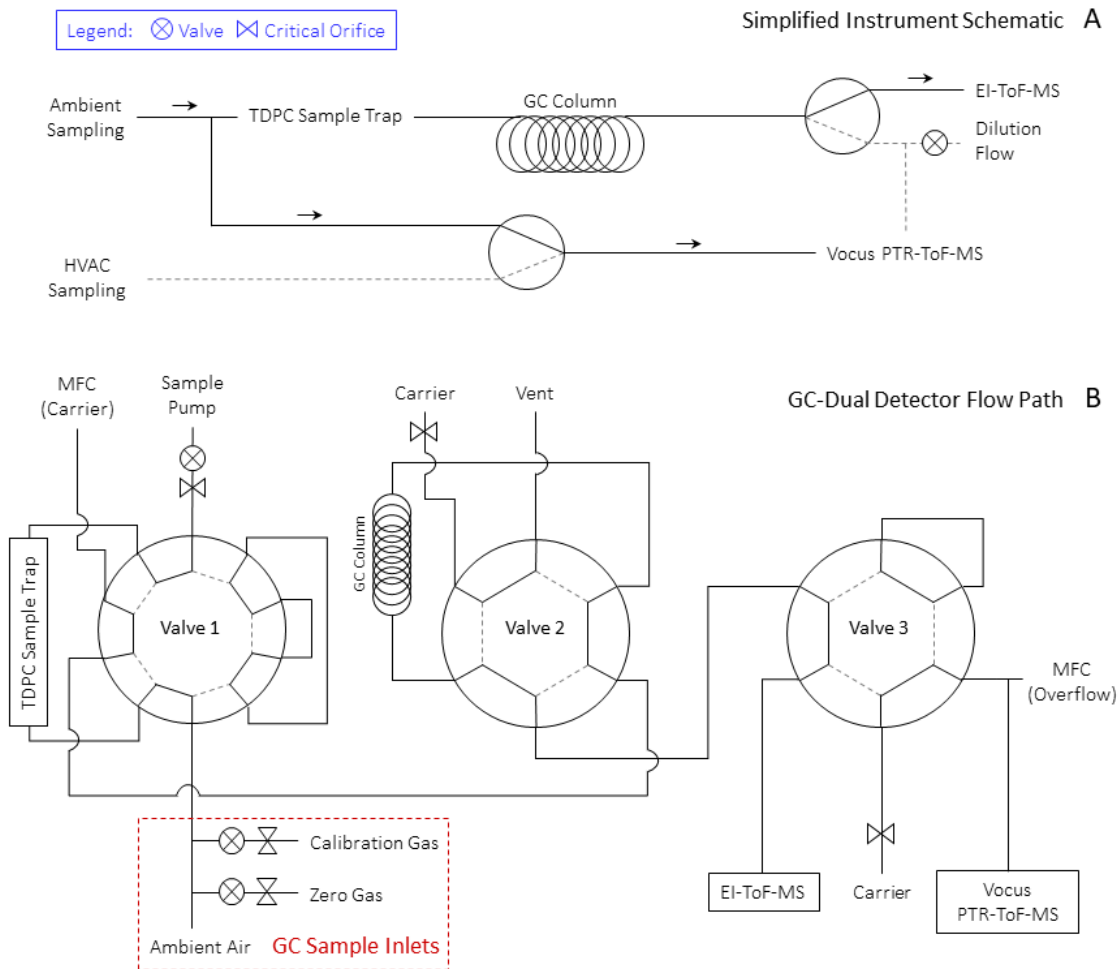 Legend: Valve Critical Orifice
Simplified Instrument Schematic A
Ambient
Sampling
TDPC Sample Trap
GC Column
EI-ToF-MS
Dilution
Flow
HVAC
Sampling
Vocus PTR-ToF-MS
MFC
(Carrier)
Sample
Pump
Carrier
Vent
GC-Dual Detector Flow Path B
TDPC Sample Trap
GC Column
Valve 1
Valve 2
Valve 3
MFC
(Overflow)
Calibration Gas
Zero Gas
Ambient Air
GC Sample Inlets
EI-ToF-MS
Carrier
Vocus
PTR-ToF-MS